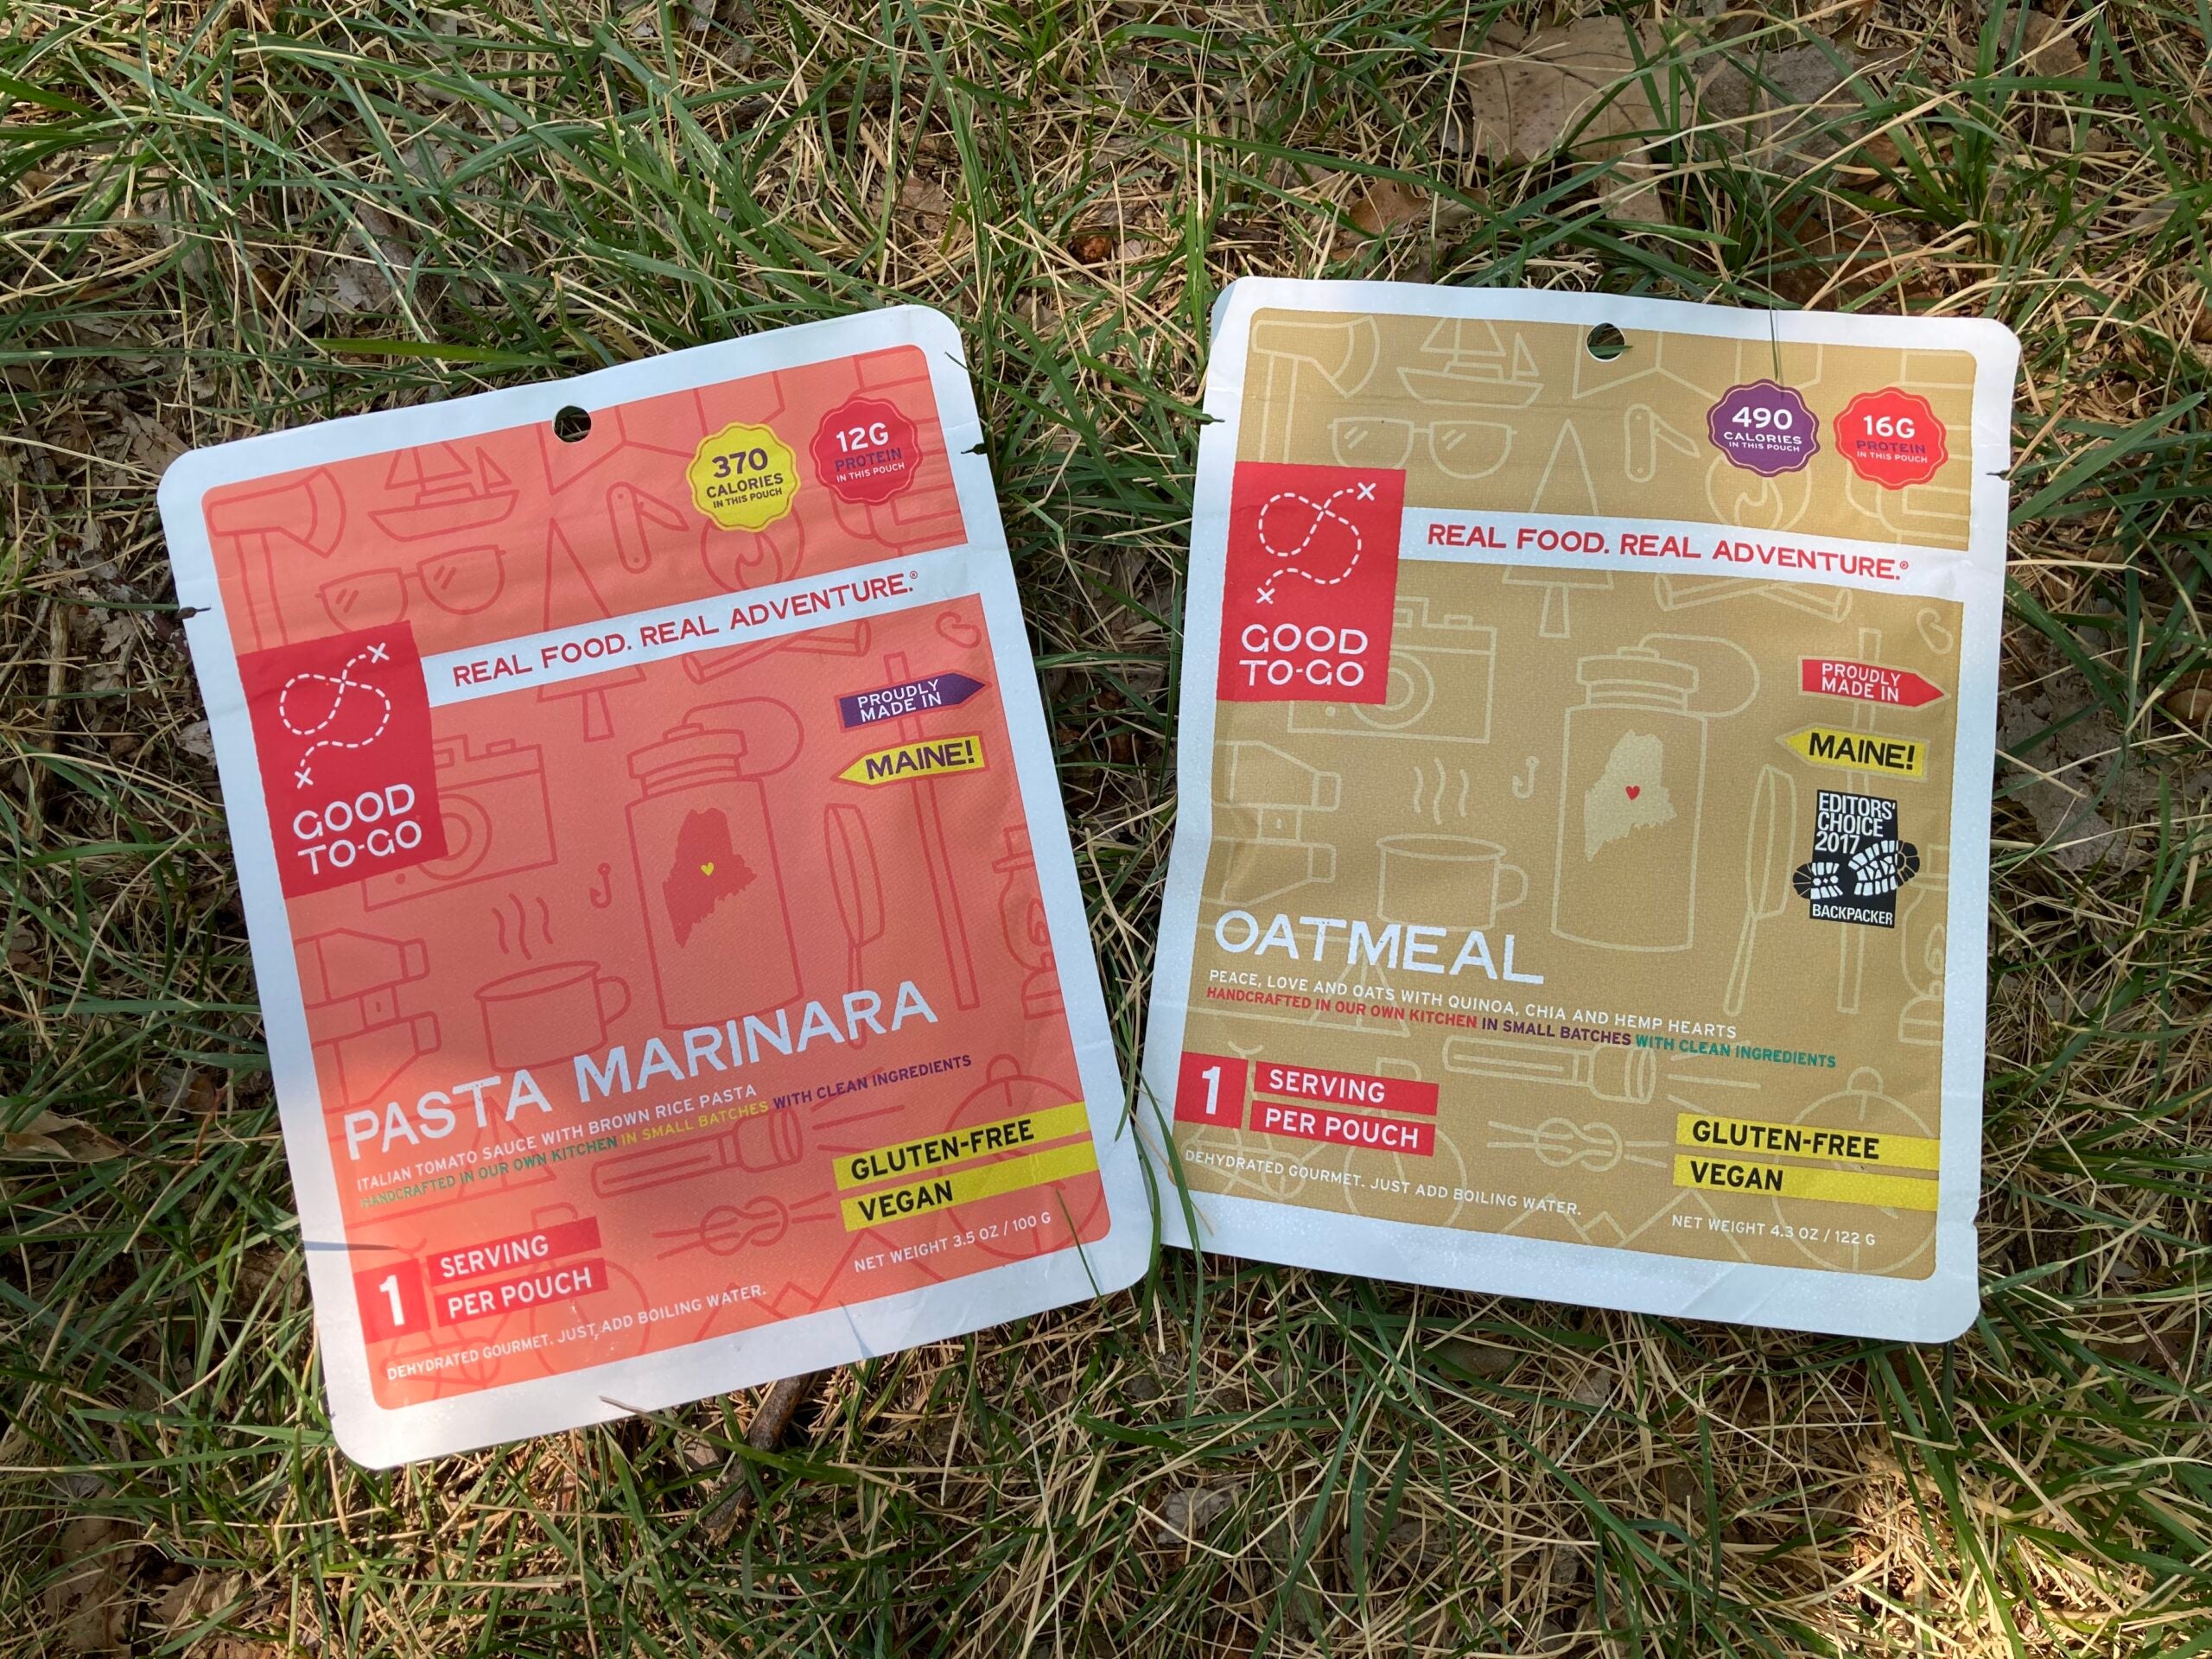 370
CALORIES
IN THIS POUCH
12G
PROTEIN
IN THIS POUCH
REAL FOOD. REAL ADVENTURE.®
GOOD
TO-GO
PROUDLY
MADE IN
MAINE!
PASTA MARINARA
ITALIAN TOMATO SAUCE WITH BROWN RICE PASTA
HANDCRAFTED IN OUR OWN KITCHEN IN SMALL BATCHES WITH CLEAN INGREDIENTS
GLUTEN-FREE
VEGAN
1
SERVING
PER POUCH
NET WEIGHT 3.5 OZ / 100 G
DEHYDRATED GOURMET. JUST ADD BOILING WATER.
490
CALORIES
IN THIS POUCH
16G
PROTEIN
IN THIS POUCH
REAL FOOD. REAL ADVENTURE.®
GOOD
TO-GO
PROUDLY
MADE IN
MAINE!
EDITORS'
CHOICE
2017
BACKPACKER
OATMEAL
PEACE, LOVE AND OATS WITH QUINOA, CHIA AND HEMP HEARTS
HANDCRAFTED IN OUR OWN KITCHEN IN SMALL BATCHES WITH CLEAN INGREDIENTS
1
SERVING
PER POUCH
GLUTEN-FREE
VEGAN
DEHYDRATED GOURMET. JUST ADD BOILING WATER.
NET WEIGHT 4.3 OZ / 122 G